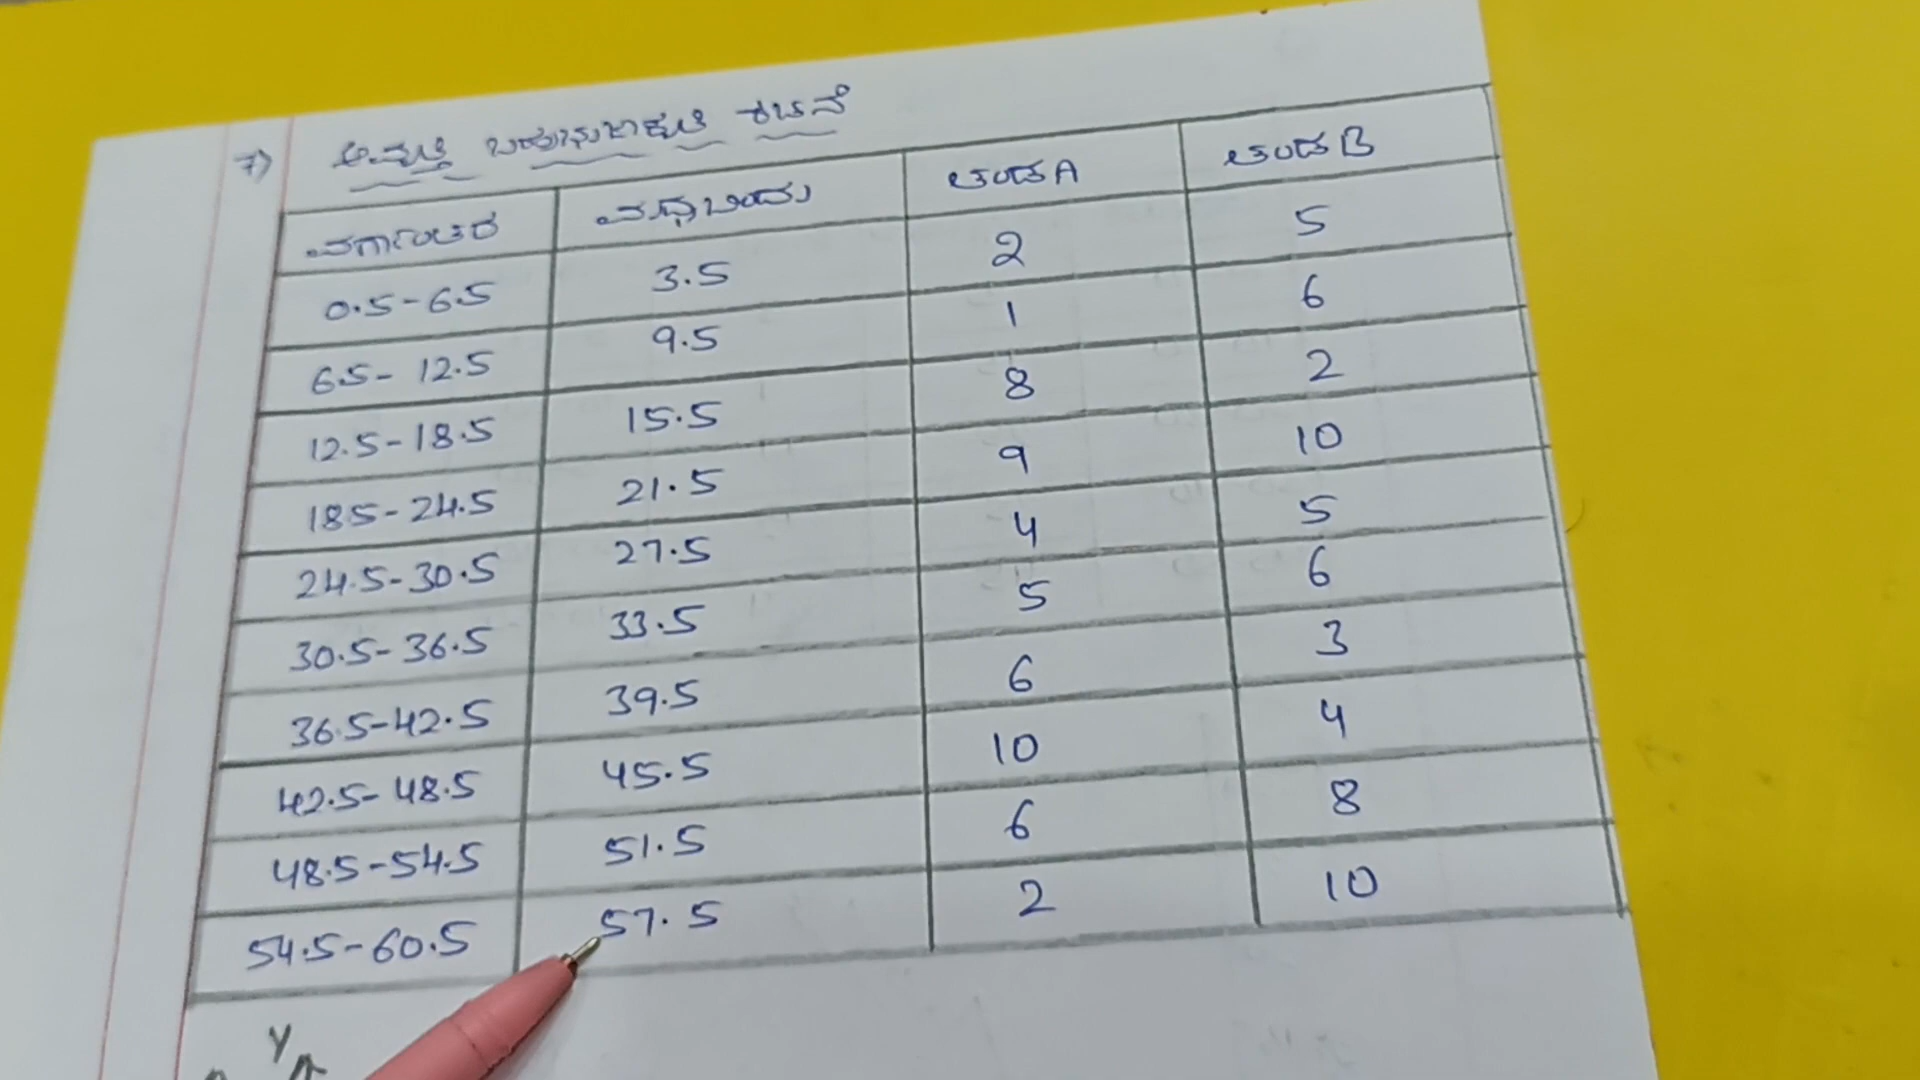 7) ಆವೃತ್ತಿ ಬಹುಭುಜಾಕೃತಿ ರಚನೆ
ವರ್ಗಾಂತರ ಮಧ್ಯಬಿಂದು ತಂಡ A ತಂಡ B
0.5-6.5 3.5 2 5
6.5-12.5 9.5 1 6
12.5-18.5 15.5 8 2
18.5-24.5 21.5 9 10
24.5-30.5 27.5 4 5
30.5-36.5 33.5 5 6
36.5-42.5 39.5 6 3
42.5-48.5 45.5 10 4
48.5-54.5 51.5 6 8
54.5-60.5 57.5 2 10
Y